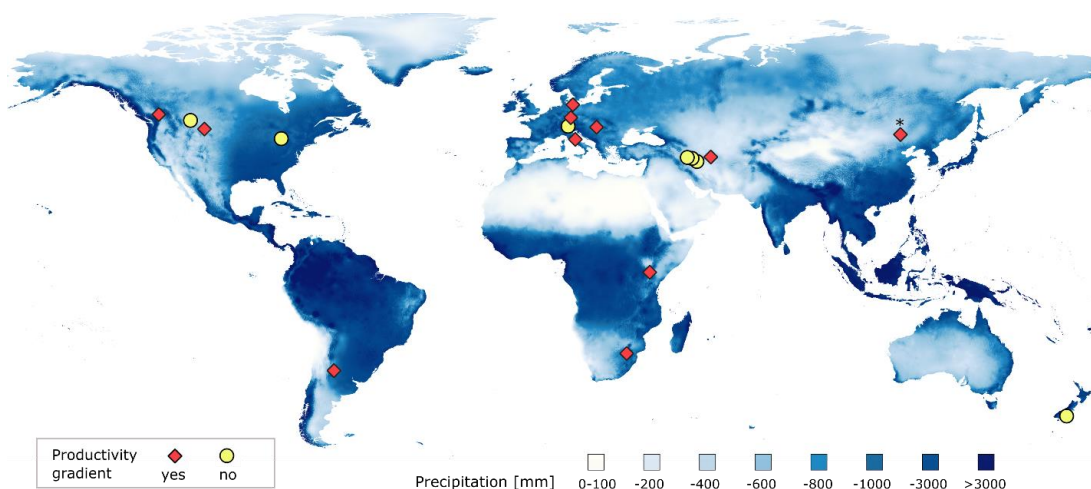 *
Productivity
gradient
yes no
Precipitation [mm]
0-100 -200 -400 -600 -800 -1000 -3000 >3000